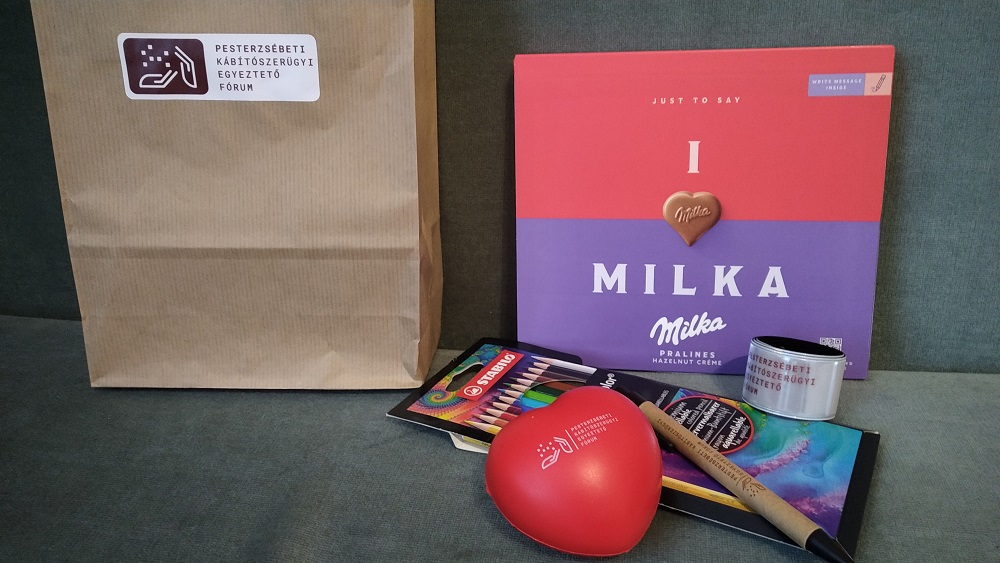 PESTERZSÉBETI
KÁBÍTÓSZERÜGYI
EGYEZTETŐ
FÓRUM
WRITE MESSAGE
INSIDE
JUST TO SAY
I
Milka
MILKA
Milka
PRALINES
HAZELNUT CRÈME
PESTERZSÉBETI
KÁBÍTÓSZERÜGYI
EGYEZTETŐ
FÓRUM
STABILO
PESTERZSÉBETI
KÁBÍTÓSZERÜGYI
EGYEZTETŐ
FÓRUM
aquarellable